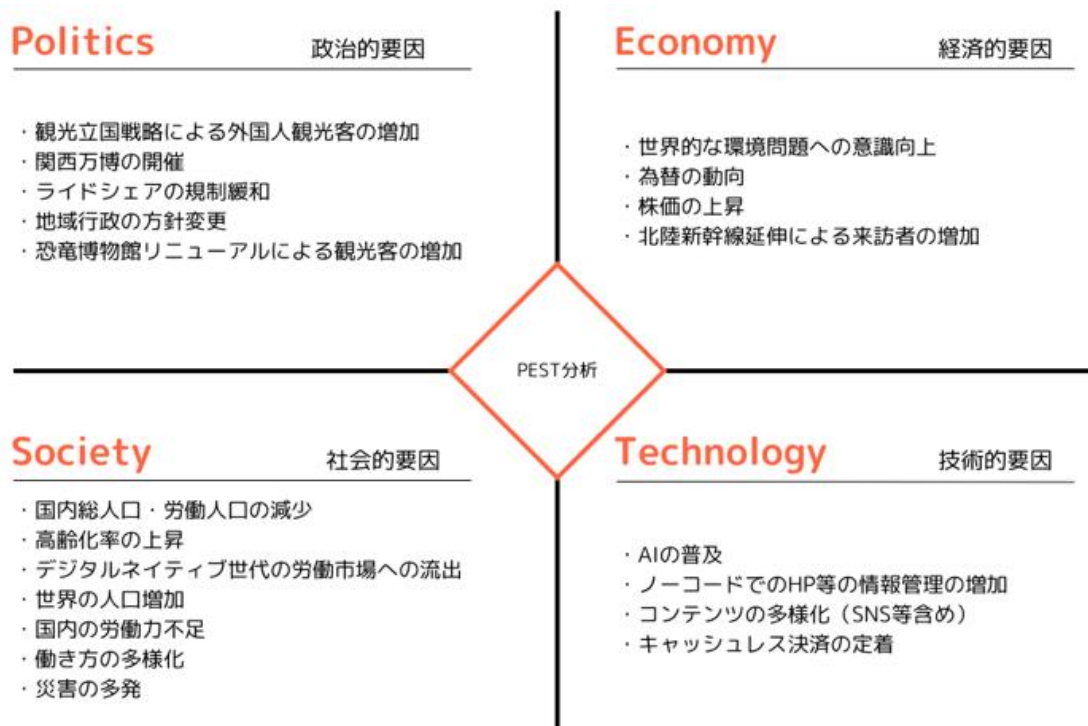 Politics 政治的要因
・観光立国戦略による外国人観光客の増加
・関西万博の開催
・ライドシェアの規制緩和
・地域行政の方針変更
・恐竜博物館リニューアルによる観光客の増加
Economy 経済的要因
・世界的な環境問題への意識向上
・為替の動向
・株価の上昇
・北陸新幹線延伸による来訪者の増加
PEST分析
Society 社会的要因
・国内総人口・労働人口の減少
・高齢化率の上昇
・デジタルネイティブ世代の労働市場への流出
・世界の人口増加
・国内の労働力不足
・働き方の多様化
・災害の多発
Technology 技術的要因
・AIの普及
・ノーコードでのHP等の情報管理の増加
・コンテンツの多様化（SNS等含め）
・キャッシュレス決済の定着